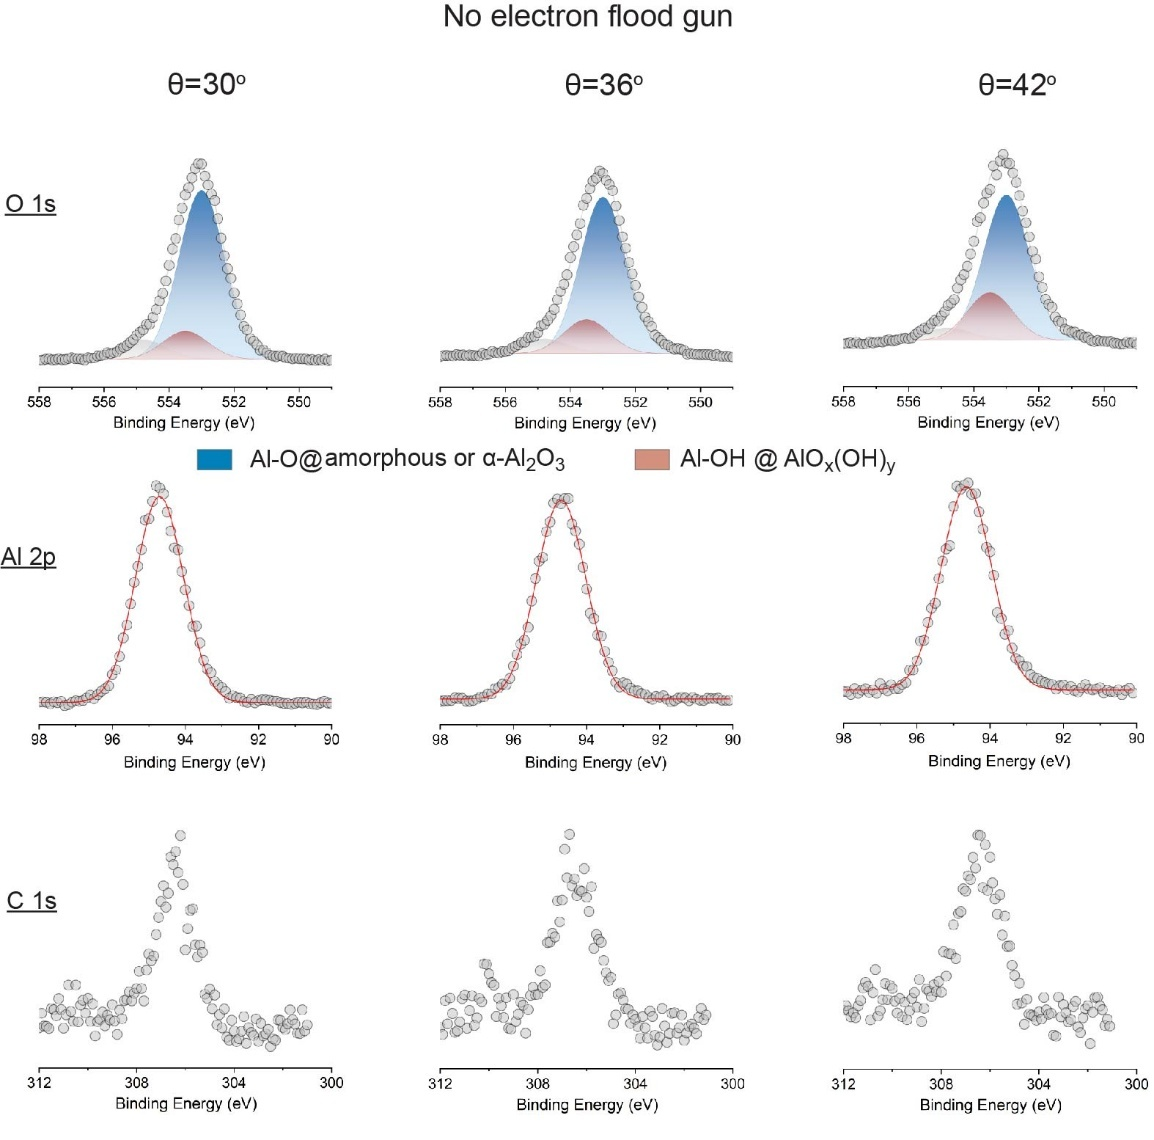 No electron flood gun
θ=30° θ=36° θ=42°
O 1s
558 556 554 552 550 558 556 554 552 550 558 556 554 552 550
Binding Energy (eV) Binding Energy (eV) Binding Energy (eV)
Al-O@amorphous or α-Al₂O₃ Al-OH @ AlOₓ(OH)ᵧ
Al 2p
98 96 94 92 90 98 96 94 92 90 98 96 94 92 90
Binding Energy (eV) Binding Energy (eV) Binding Energy (eV)
C 1s
312 308 304 300 312 308 304 300 312 308 304 300
Binding Energy (eV) Binding Energy (eV) Binding Energy (eV)